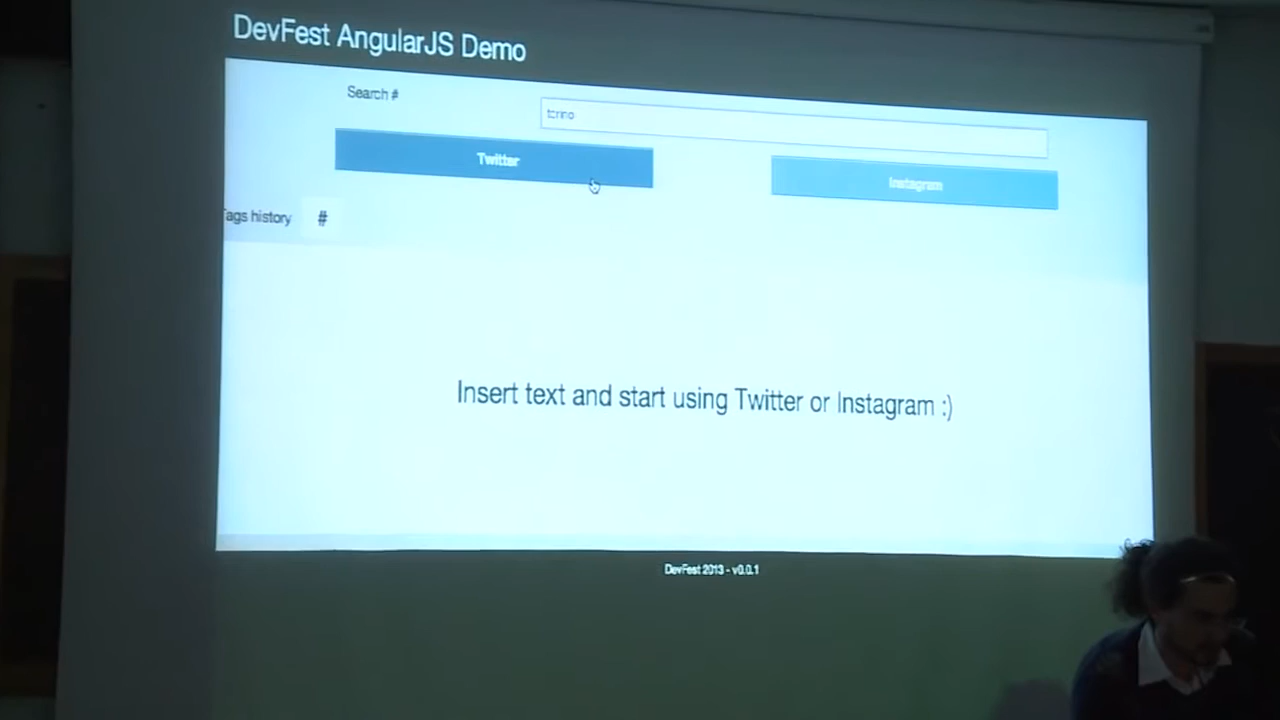 DevFest AngularJS Demo
Search #
torino
Twitter
Instagram
Tags history #
Insert text and start using Twitter or Instagram :)
DevFest 2013 - v0.0.1